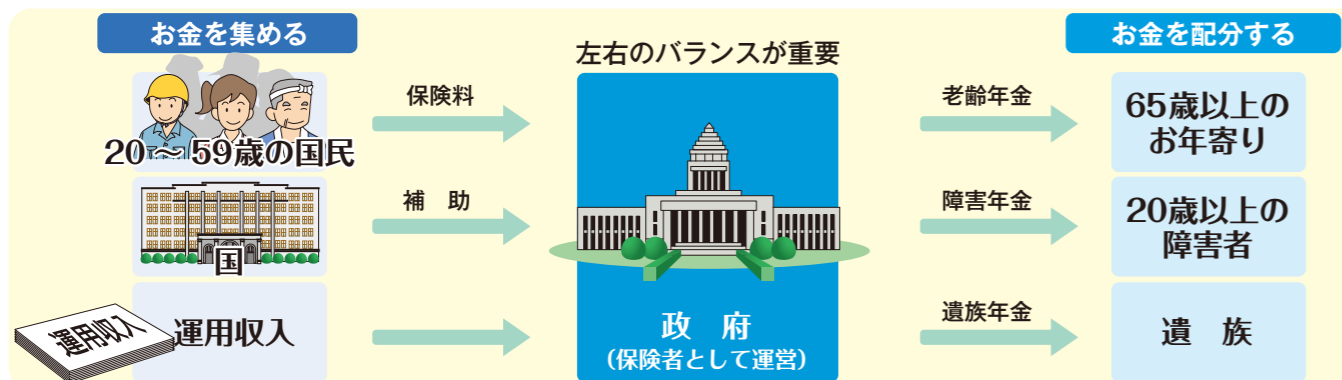 お金を集める
20～59歳の国民
国
運用収入
運用収入
保険料
補　助
左右のバランスが重要
政　府
（保険者として運営）
老齢年金
障害年金
遺族年金
お金を配分する
65歳以上の
お年寄り
20歳以上の
障害者
遺　族